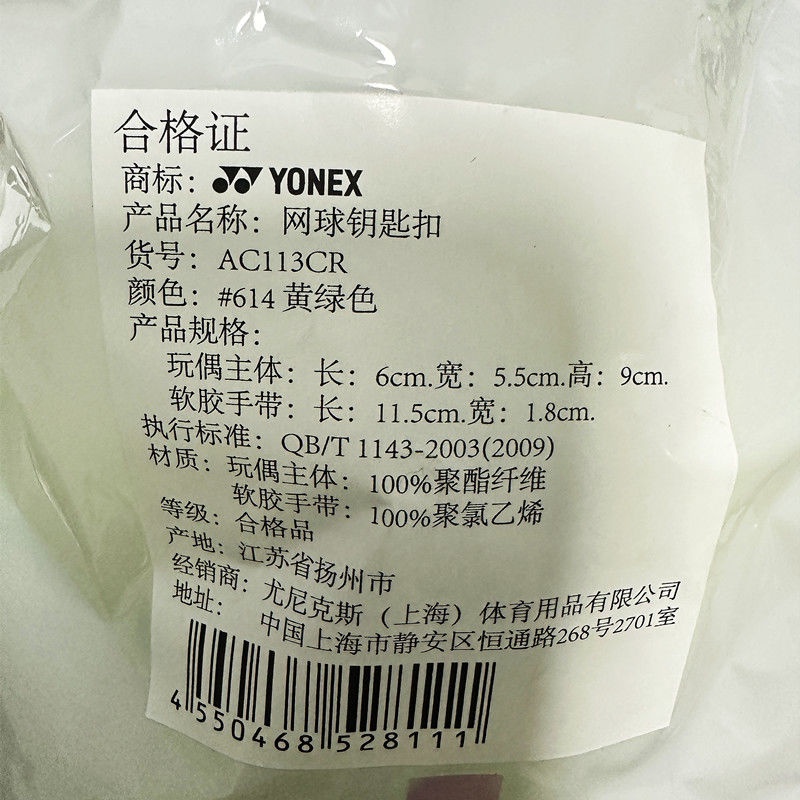 合格证
商标：YONEX
产品名称：网球钥匙扣
货号：AC113CR
颜色：#614 黄绿色
产品规格：
玩偶主体：长：6cm.宽：5.5cm.高：9cm.
软胶手带：长：11.5cm.宽：1.8cm.
执行标准：QB/T 1143-2003(2009)
材质：玩偶主体：100%聚酯纤维
软胶手带：100%聚氯乙烯
等级：合格品
产地：江苏省扬州市
经销商：尤尼克斯（上海）体育用品有限公司
地址：中国上海市静安区恒通路268号2701室
4 550468 528111